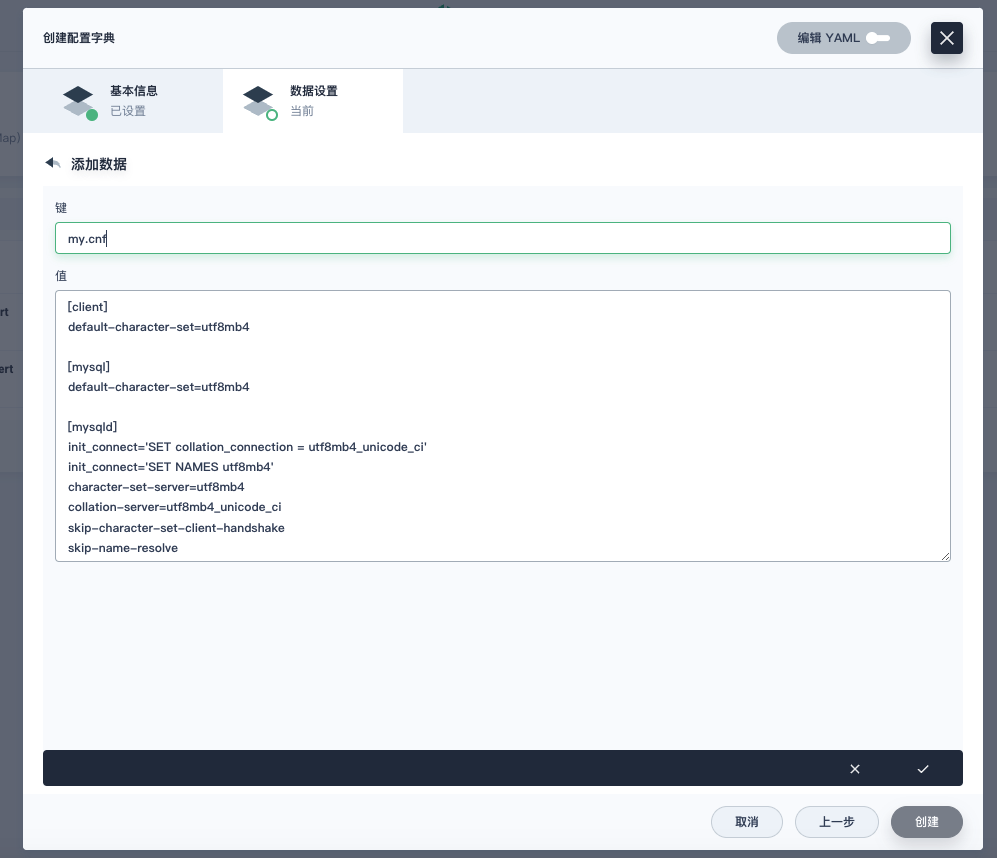 创建配置字典
编辑 YAML
基本信息
已设置
数据设置
当前
Map)
添加数据
键
my.cnf
值
[client]
default-character-set=utf8mb4
[mysql]
default-character-set=utf8mb4
[mysqld]
init_connect='SET collation_connection = utf8mb4_unicode_ci'
init_connect='SET NAMES utf8mb4'
character-set-server=utf8mb4
collation-server=utf8mb4_unicode_ci
skip-character-set-client-handshake
skip-name-resolve
rt
ert
取消
上一步
创建